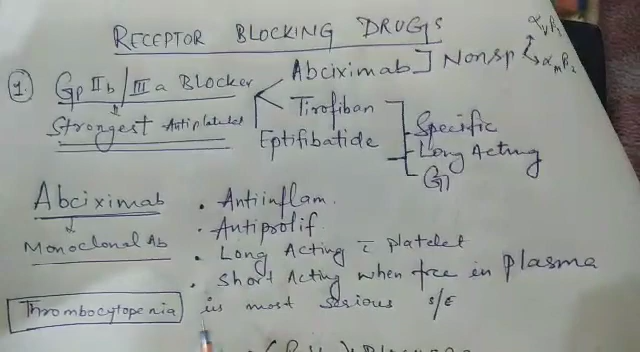 RECEPTOR BLOCKING DRUGS
1. Gp IIb/IIIa BLOCKER
Strongest Antiplatelet
Abciximab] Nonsp
αvβ3
αmβ2
Tirofiban
Eptifibatide
Specific
Long Acting
Abciximab
Monoclonal Ab
• Antiinflam.
• Antiprolif.
• Long Acting c̄ platelet
• Short Acting when free in Plasma
Thrombocytopenia is most serious S/E